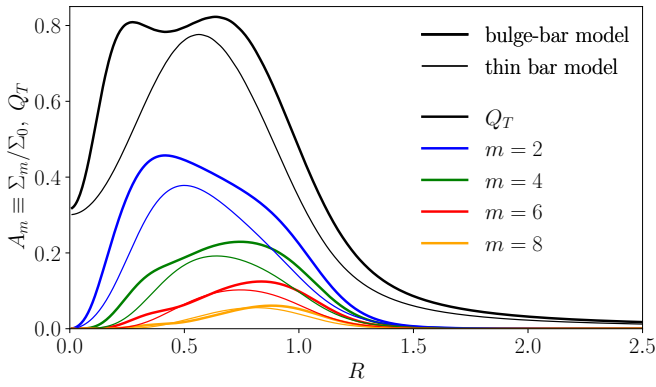 0.8
0.6
0.4
0.2
0.0
A_m ≡ Σ_m/Σ_0, Q_T
bulge-bar model
thin bar model
Q_T
m = 2
m = 4
m = 6
m = 8
0.0 0.5 1.0 1.5 2.0 2.5
R